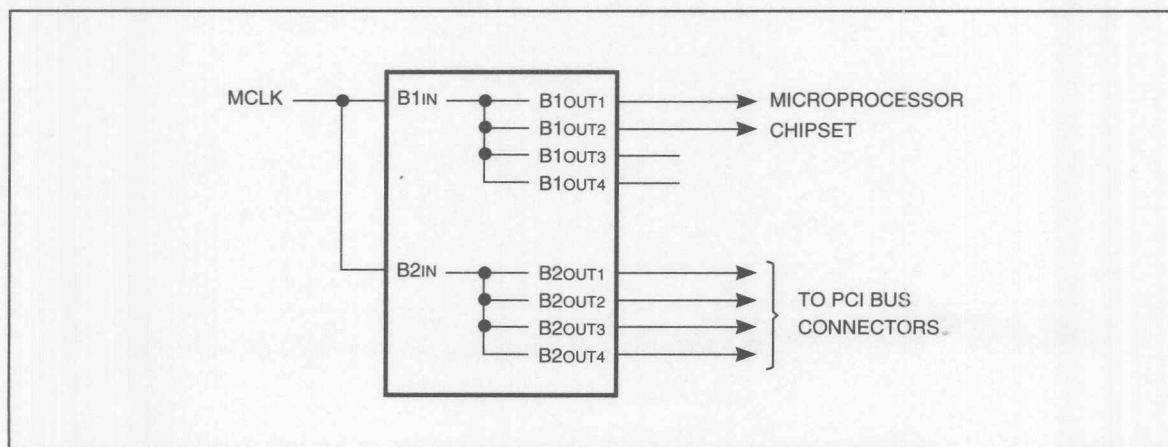 MCLK
B1IN
B1OUT1
MICROPROCESSOR
B1OUT2
CHIPSET
B1OUT3
B1OUT4
B2IN
B2OUT1
B2OUT2
TO PCI BUS
B2OUT3
CONNECTORS
B2OUT4